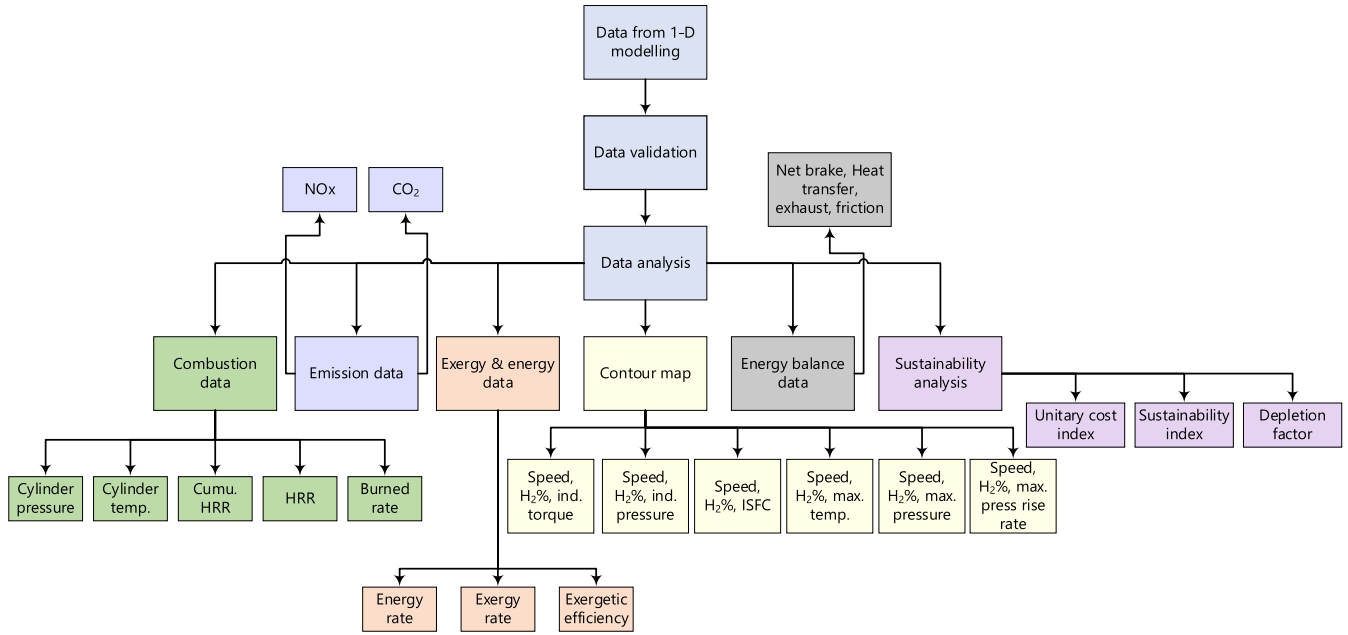 Data from 1-D
modelling
Data validation
Net brake, Heat
transfer,
exhaust, friction
NOx
CO₂
Data analysis
Combustion
data
Emission data
Exergy & energy
data
Contour map
Energy balance
data
Sustainability
analysis
Unitary cost
index
Sustainability
index
Depletion
factor
Cylinder
pressure
Cylinder
temp.
Cumu.
HRR
HRR
Burned
rate
Speed,
H₂%, ind.
torque
Speed,
H₂%, ind.
pressure
Speed,
H₂%, ISFC
Speed,
H₂%, max.
temp.
Speed,
H₂%, max.
pressure
Speed,
H₂%, max.
press rise
rate
Energy
rate
Exergy
rate
Exergetic
efficiency